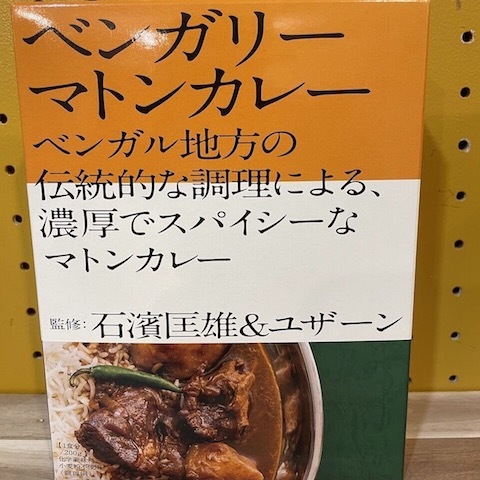 ベンガリー
マトンカレー
ベンガル地方の
伝統的な調理による、
濃厚でスパイシーな
マトンカレー
監修:石濱匡雄&ユザーン